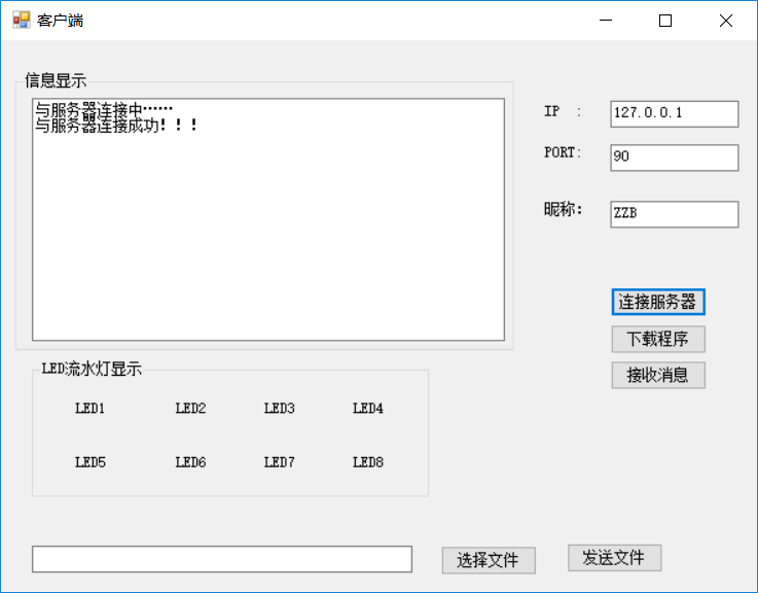 客户端
信息显示
与服务器连接中……
与服务器连接成功！！！
IP ：
127.0.0.1
PORT:
90
昵称：
ZZB
连接服务器
下载程序
接收消息
LED流水灯显示
LED1 LED2 LED3 LED4
LED5 LED6 LED7 LED8
选择文件 发送文件